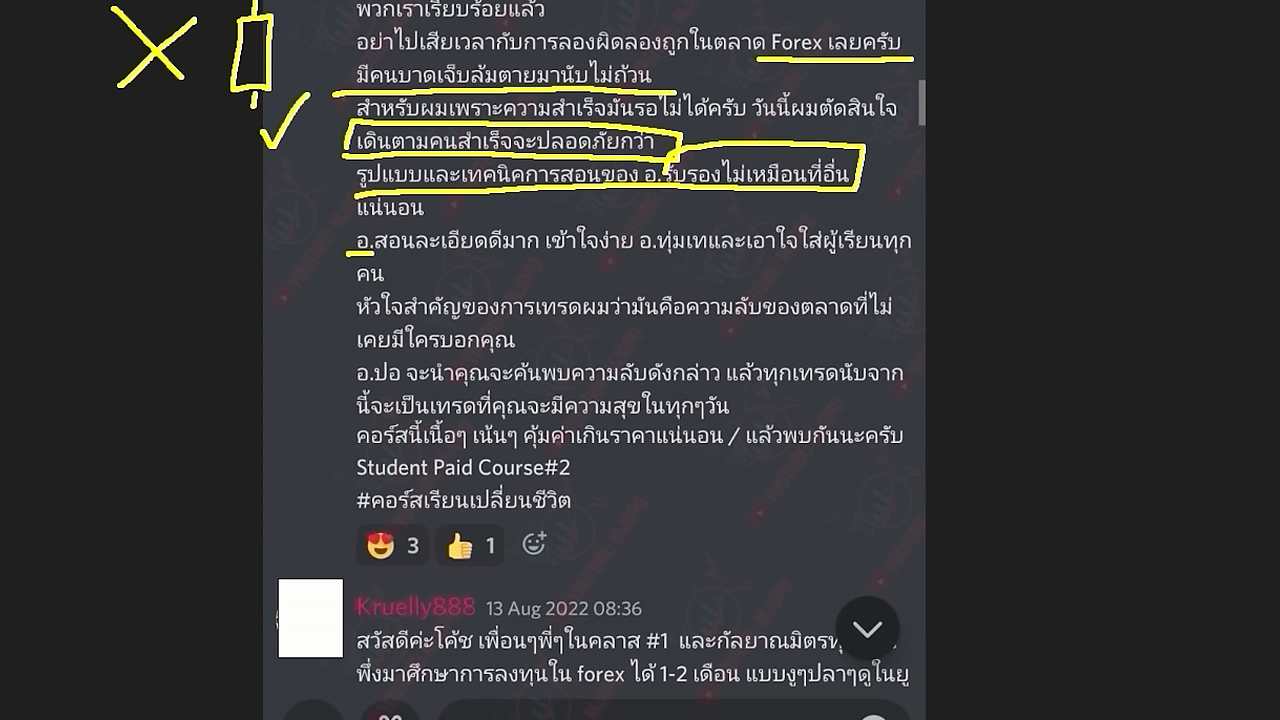 พวกเราเรียบร้อยแล้ว
อย่าไปเสียเวลากับการลองผิดลองถูกในตลาด Forex เลยครับ
มีคนบาดเจ็บล้มตายมานับไม่ถ้วน
สำหรับผมเพราะความสำเร็จมันรอไม่ได้ครับ วันนี้ผมตัดสินใจ
เดินตามคนสำเร็จจะปลอดภัยกว่า
รูปแบบและเทคนิคการสอนของ อ.รับรองไม่เหมือนที่อื่น
แน่นอน
อ.สอนละเอียดดีมาก เข้าใจง่าย อ.ทุ่มเทและเอาใจใส่ผู้เรียนทุก
คน
หัวใจสำคัญของการเทรดผมว่ามันคือความลับของตลาดที่ไม่
เคยมีใครบอกคุณ
อ.ปอ จะนำคุณจะค้นพบความลับดังกล่าว แล้วทุกเทรดนับจาก
นี้จะเป็นเทรดที่คุณจะมีความสุขในทุกๆวัน
คอร์สนี้เนื้อๆ เน้นๆ คุ้มค่าเกินราคาแน่นอน / แล้วพบกันนะครับ
Student Paid Course#2
#คอร์สเรียนเปลี่ยนชีวิต
3 1
Kruelly888 13 Aug 2022 08:36
สวัสดีค่ะโค้ช เพื่อนๆพี่ๆในคลาส #1 และกัลยาณมิตร
พึ่งมาศึกษาการลงทุนใน forex ได้ 1-2 เดือน แบบงูๆปลาๆดูในยู